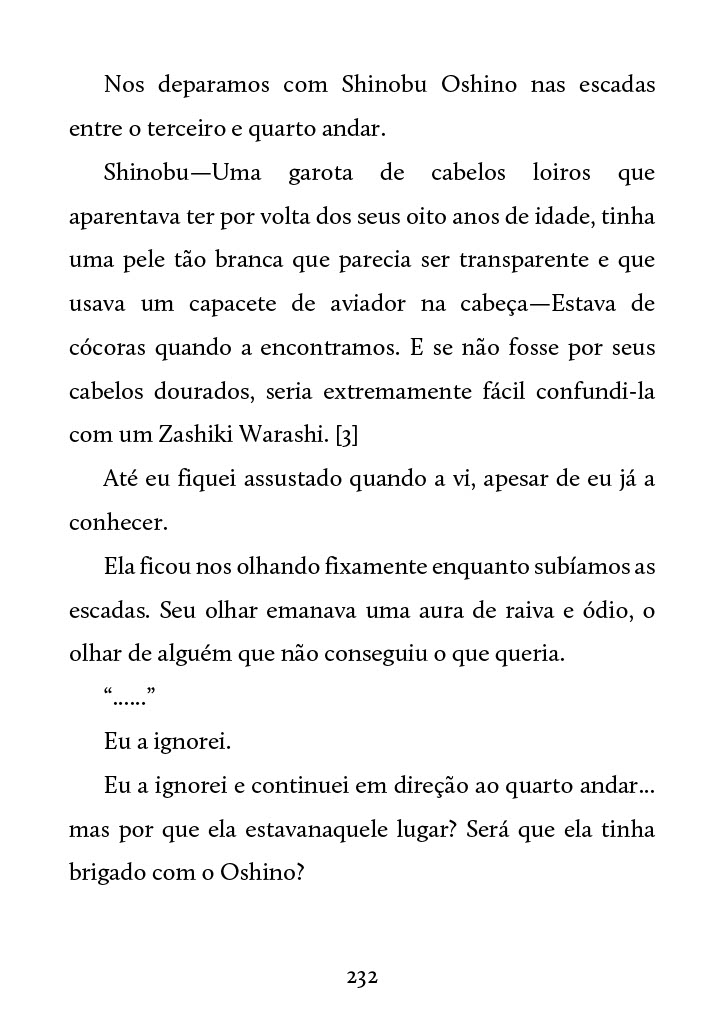 Nos deparamos com Shinobu Oshino nas escadas
entre o terceiro e quarto andar.
Shinobu—Uma garota de cabelos loiros que
aparentava ter por volta dos seus oito anos de idade, tinha
uma pele tão branca que parecia ser transparente e que
usava um capacete de aviador na cabeça—Estava de
cócoras quando a encontramos. E se não fosse por seus
cabelos dourados, seria extremamente fácil confundi-la
com um Zashiki Warashi. [3]
Até eu fiquei assustado quando a vi, apesar de eu já a
conhecer.
Ela ficou nos olhando fixamente enquanto subíamos as
escadas. Seu olhar emanava uma aura de raiva e ódio, o
olhar de alguém que não conseguiu o que queria.
“......”
Eu a ignorei.
Eu a ignorei e continuei em direção ao quarto andar...
mas por que ela estavanaquele lugar? Será que ela tinha
brigado com o Oshino?
232